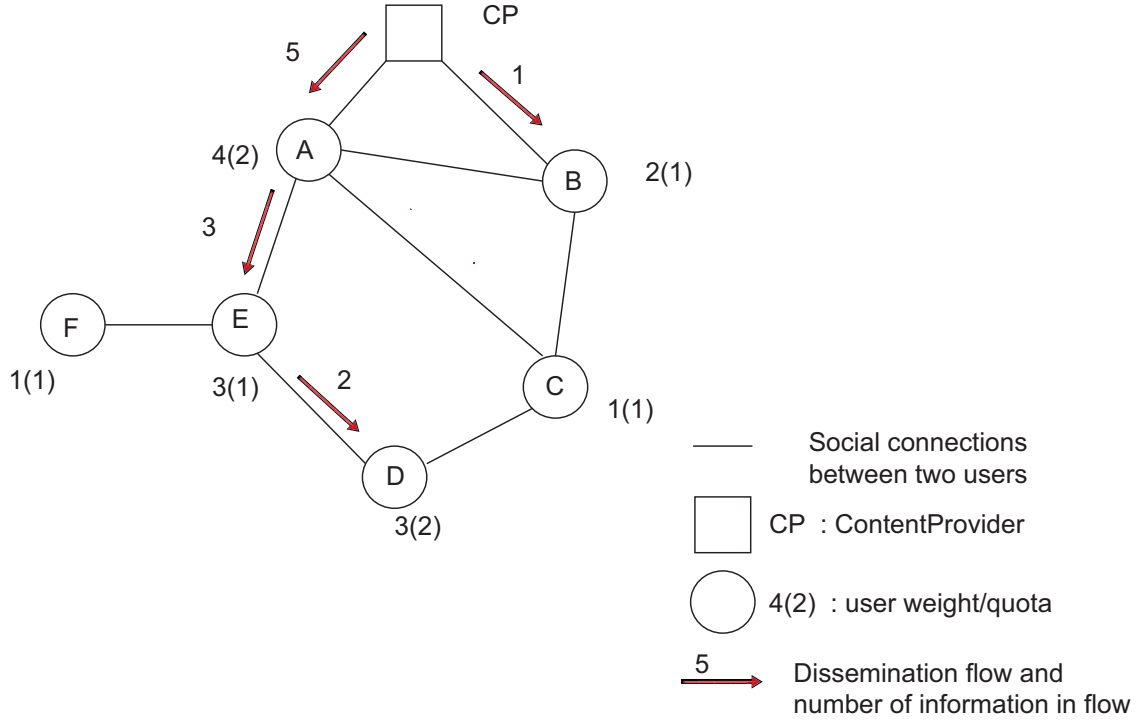 CP
5
1
A
4(2)
B
2(1)
3
F
E
1(1)
3(1)
2
C
1(1)
D
3(2)
Social connections
between two users
CP : ContentProvider
4(2) : user weight/quota
5
Dissemination flow and
number of information in flow